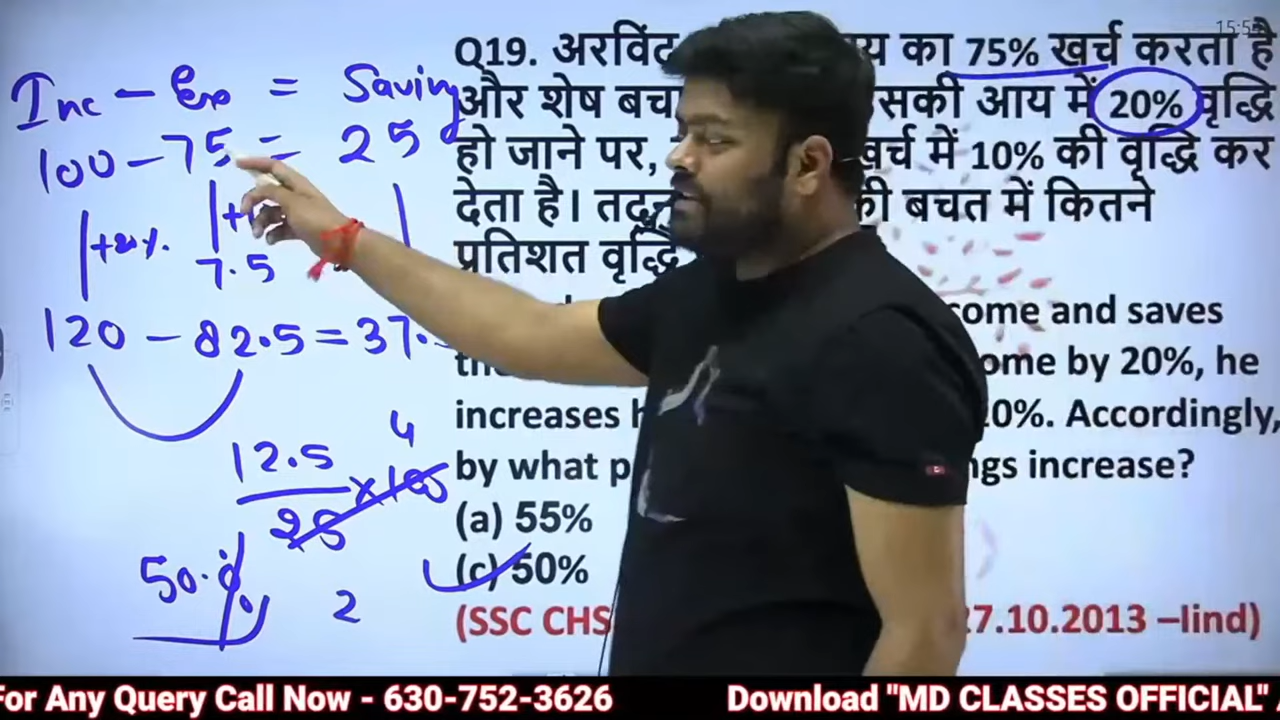 15:5
Q19. अरविंद य का 75% खर्च करता है
और शेष बच सकी आय में 20% वृद्धि
हो जाने पर, खर्च में 10% की वृद्धि कर
देता है। की बचत में कितने
प्रतिशत वृद्धि
come and saves
ome by 20%, he
increases 0%. Accordingly,
by what p ngs increase?
(a) 55%
(c) 50%
(SSC CHS 27.10.2013 –Iind)
Inc - Exp = Saving
100 - 75 = 25
+20%.
7.5
120 - 82.5 = 37.
4
12.5
25 × 100
50%
2
For Any Query Call Now - 630-752-3626 Download "MD CLASSES OFFICIAL"